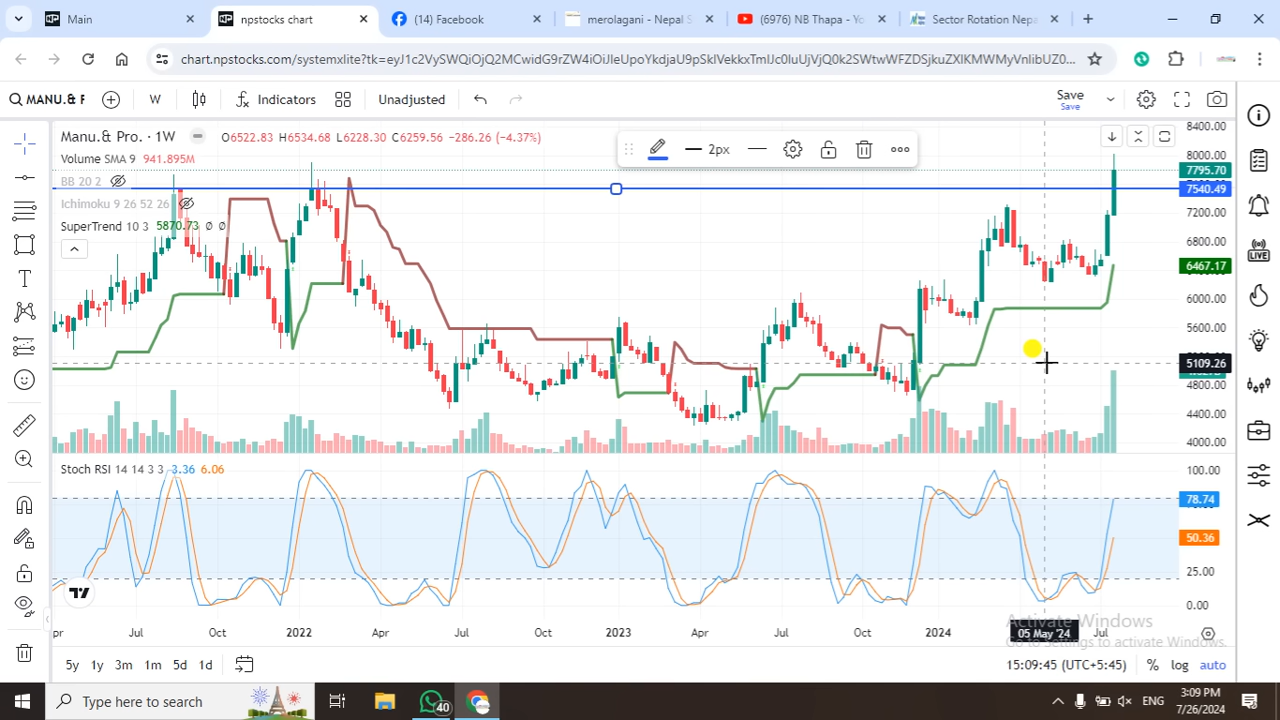 Main
npstocks chart
(14) Facebook
merolagani - Nepal S
(6976) NB Thapa - Yo
Sector Rotation Nepa
chart.npstocks.com/systemxlite?tk=
MANU.& F
W
Indicators
Unadjusted
Save
Save
Manu.& Pro. · 1W
O6522.83 H6534.68 L6228.30 C6259.56 -286.26 (-4.37%)
2px
Volume SMA 9 941.895M
BB 20 2
Ichimoku 9 26 52 26
SuperTrend 10 3 5870.73 Ø Ø
8400.00
8000.00
7795.70
7540.49
7200.00
6800.00
6467.17
6000.00
5600.00
5109.26
4800.00
4400.00
4000.00
Stoch RSI 14 14 3 3 3.36 6.06
100.00
78.74
50.36
25.00
0.00
pr
Jul
Oct
2022
Apr
Jul
Oct
2023
Apr
Jul
Oct
2024
05 May '24
Jul
Activate Windows
Go to Settings to activate Windows.
5y 1y 3m 1m 5d 1d
15:09:45 (UTC+5:45)
% log auto
LIVE
Type here to search
40
ENG
3:09 PM
7/26/2024